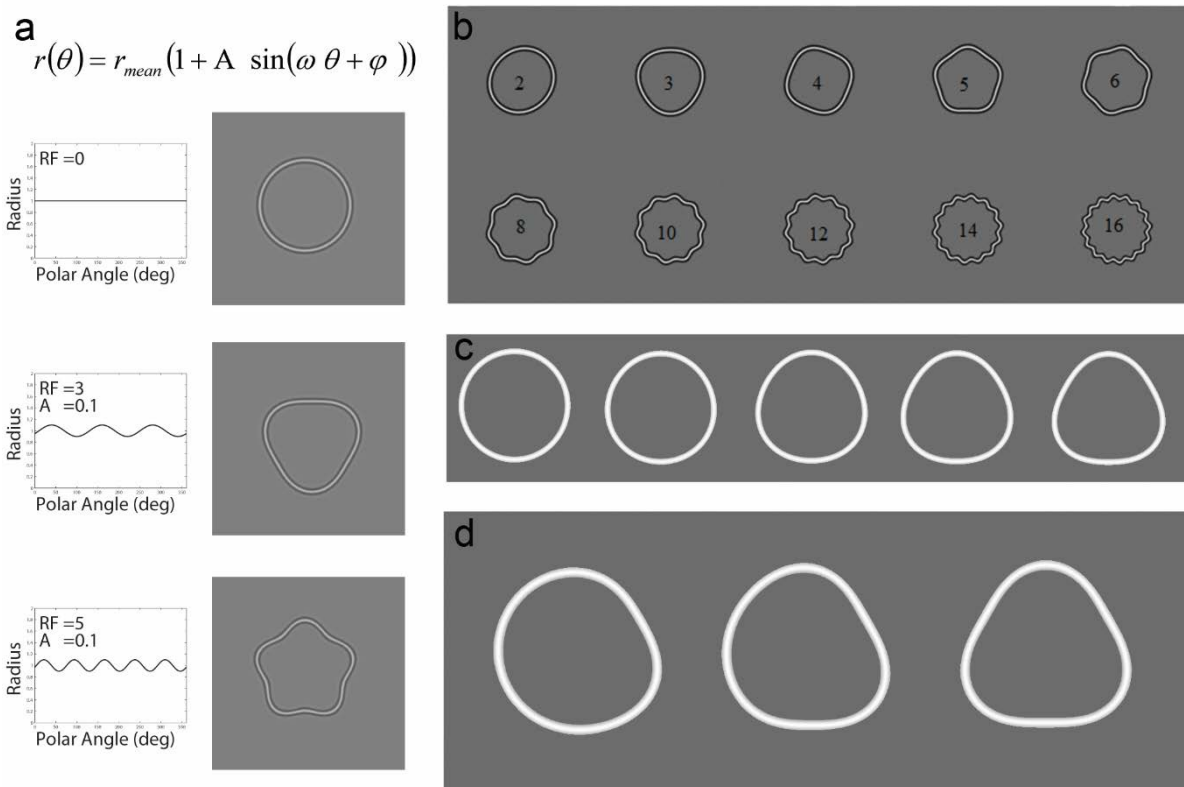 a
r(θ) = r_mean (1 + A sin(ω θ + φ ))
RF =0
Radius
Polar Angle (deg)
RF =3
A =0.1
Radius
Polar Angle (deg)
RF =5
A =0.1
Radius
Polar Angle (deg)
b
2 3 4 5 6
8 10 12 14 16
c
d